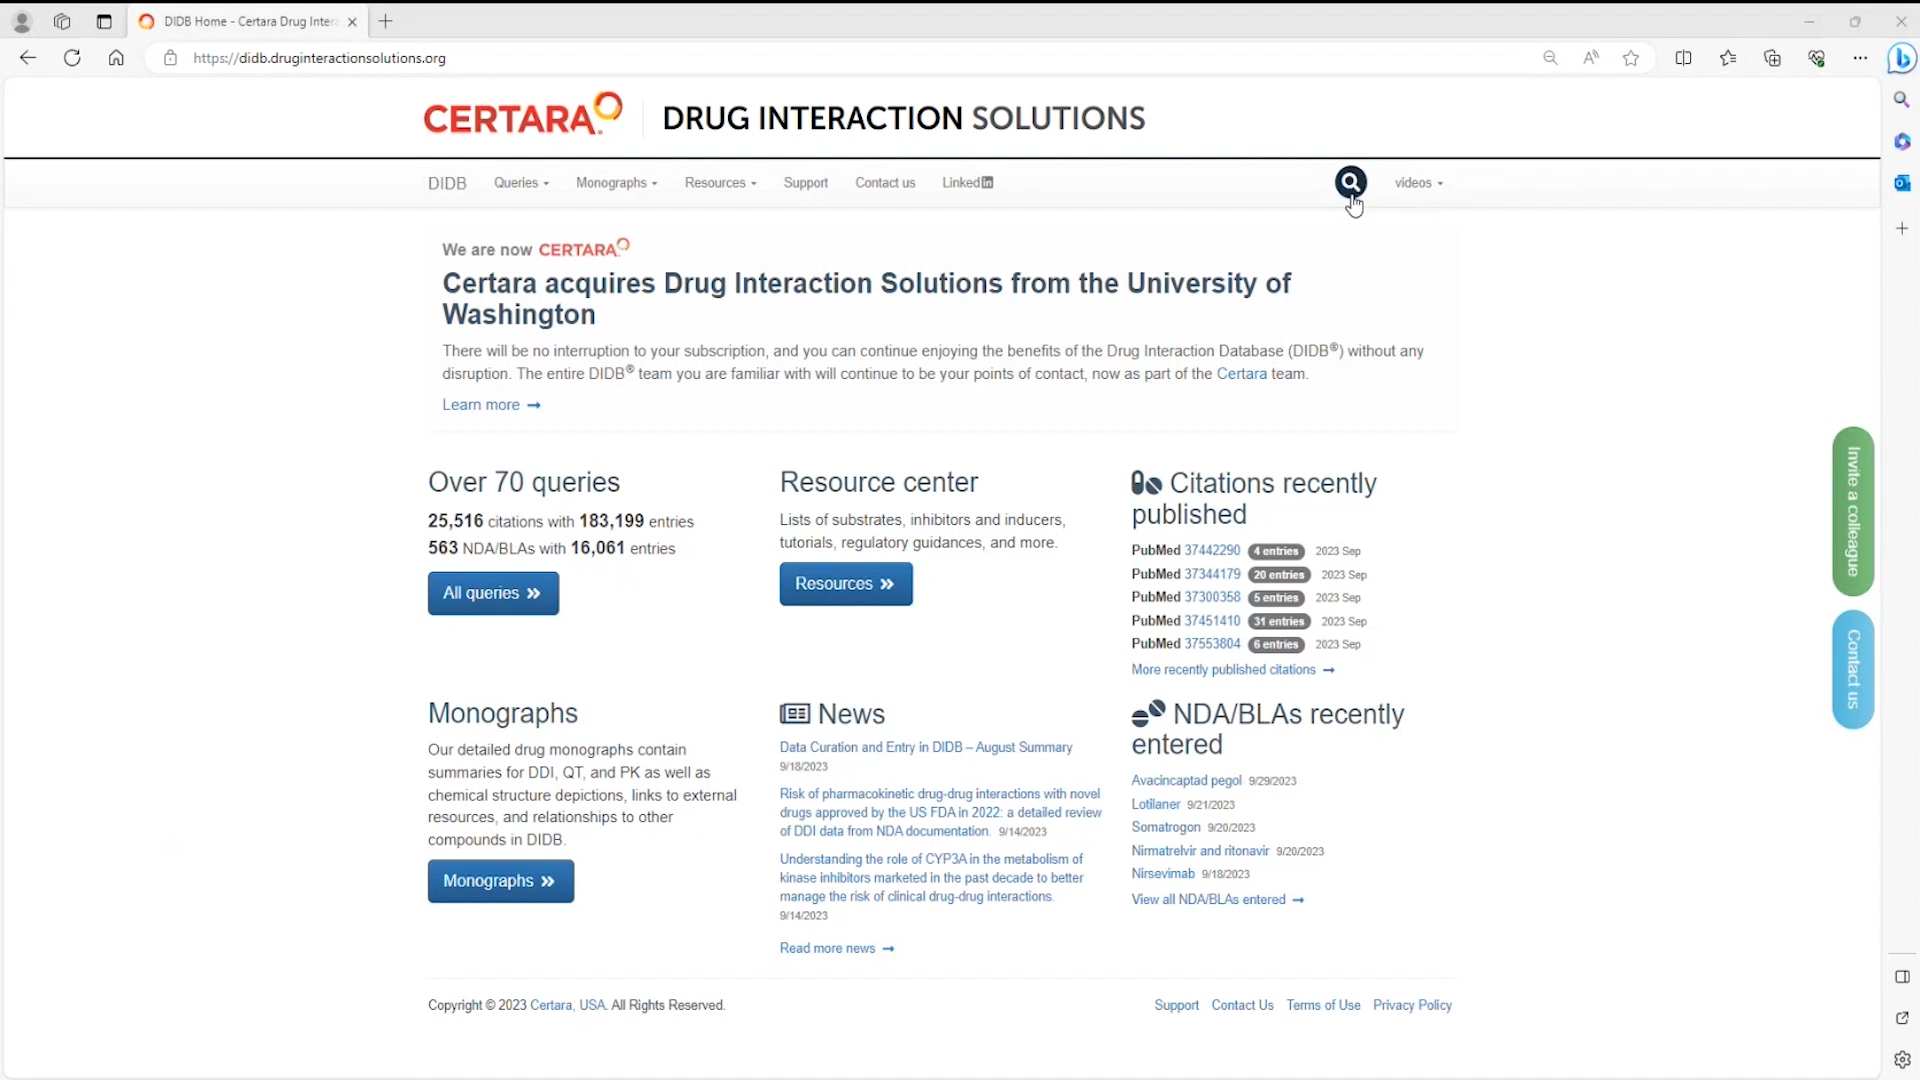 DIDB Home - Certara Drug Inter
https://didb.druginteractionsolutions.org
CERTARA DRUG INTERACTION SOLUTIONS
DIDB Queries Monographs Resources Support Contact us Linkedin videos
We are now CERTARA
Certara acquires Drug Interaction Solutions from the University of
Washington
There will be no interruption to your subscription, and you can continue enjoying the benefits of the Drug Interaction Database (DIDB®) without any
disruption. The entire DIDB® team you are familiar with will continue to be your points of contact, now as part of the Certara team.
Learn more →
Over 70 queries
25,516 citations with 183,199 entries
563 NDA/BLAs with 16,061 entries
All queries »
Resource center
Lists of substrates, inhibitors and inducers,
tutorials, regulatory guidances, and more.
Resources »
Citations recently
published
PubMed 37442290 4 entries 2023 Sep
PubMed 37344179 20 entries 2023 Sep
PubMed 37300358 5 entries 2023 Sep
PubMed 37451410 31 entries 2023 Sep
PubMed 37553804 6 entries 2023 Sep
More recently published citations →
Monographs
Our detailed drug monographs contain
summaries for DDI, QT, and PK as well as
chemical structure depictions, links to external
resources, and relationships to other
compounds in DIDB.
Monographs »
News
Data Curation and Entry in DIDB – August Summary
9/18/2023
Risk of pharmacokinetic drug-drug interactions with novel
drugs approved by the US FDA in 2022: a detailed review
of DDI data from NDA documentation. 9/14/2023
Understanding the role of CYP3A in the metabolism of
kinase inhibitors marketed in the past decade to better
manage the risk of clinical drug-drug interactions.
9/14/2023
Read more news →
NDA/BLAs recently
entered
Avacincaptad pegol 9/29/2023
Lotilaner 9/21/2023
Somatrogon 9/20/2023
Nirmatrelvir and ritonavir 9/20/2023
Nirsevimab 9/18/2023
View all NDA/BLAs entered →
Invite a colleague
Contact us
Copyright © 2023 Certara, USA. All Rights Reserved.
Support Contact Us Terms of Use Privacy Policy